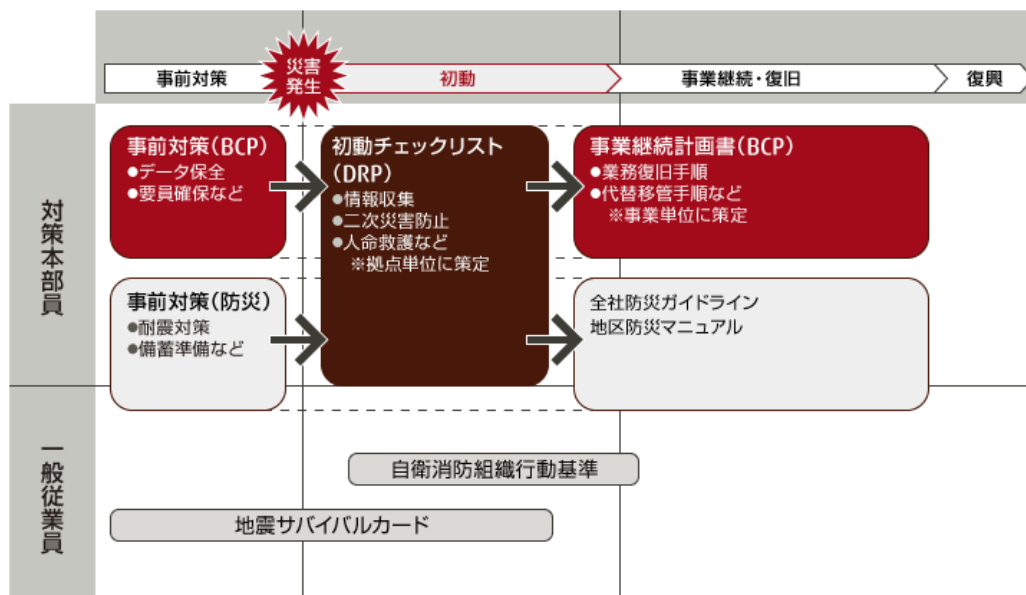 事前対策
災害
発生
初動
事業継続・復旧
復興
対策本部員
事前対策(BCP)
●データ保全
●要員確保など
初動チェックリスト
(DRP)
●情報収集
●二次災害防止
●人命救護など
※拠点単位に策定
事業継続計画書(BCP)
●業務復旧手順
●代替移管手順など
※事業単位に策定
事前対策(防災)
●耐震対策
●備蓄準備など
全社防災ガイドライン
地区防災マニュアル
一般従業員
自衛消防組織行動基準
地震サバイバルカード